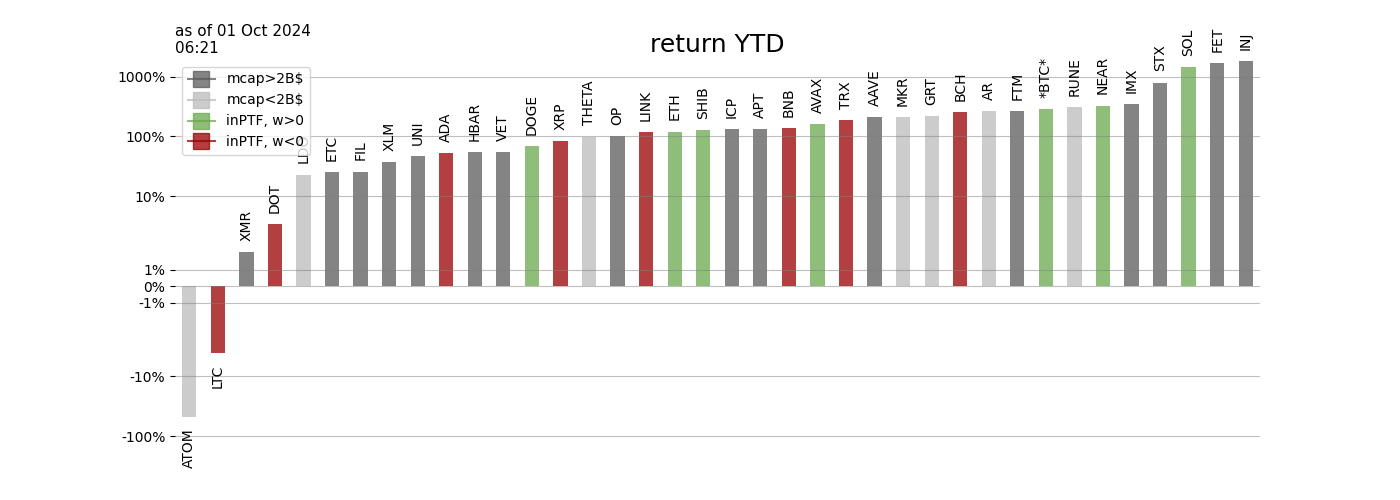 as of 01 Oct 2024
06:21
return YTD
mcap>2B$
mcap<2B$
inPTF, w>0
inPTF, w<0
1000%
100%
10%
1%
0%
-1%
-10%
-100%
ATOM
LTC
XMR
DOT
LDO
ETC
FIL
XLM
UNI
ADA
HBAR
VET
DOGE
XRP
THETA
OP
LINK
ETH
SHIB
ICP
APT
BNB
AVAX
TRX
AAVE
MKR
GRT
BCH
AR
FTM
*BTC*
RUNE
NEAR
IMX
STX
SOL
FET
INJ